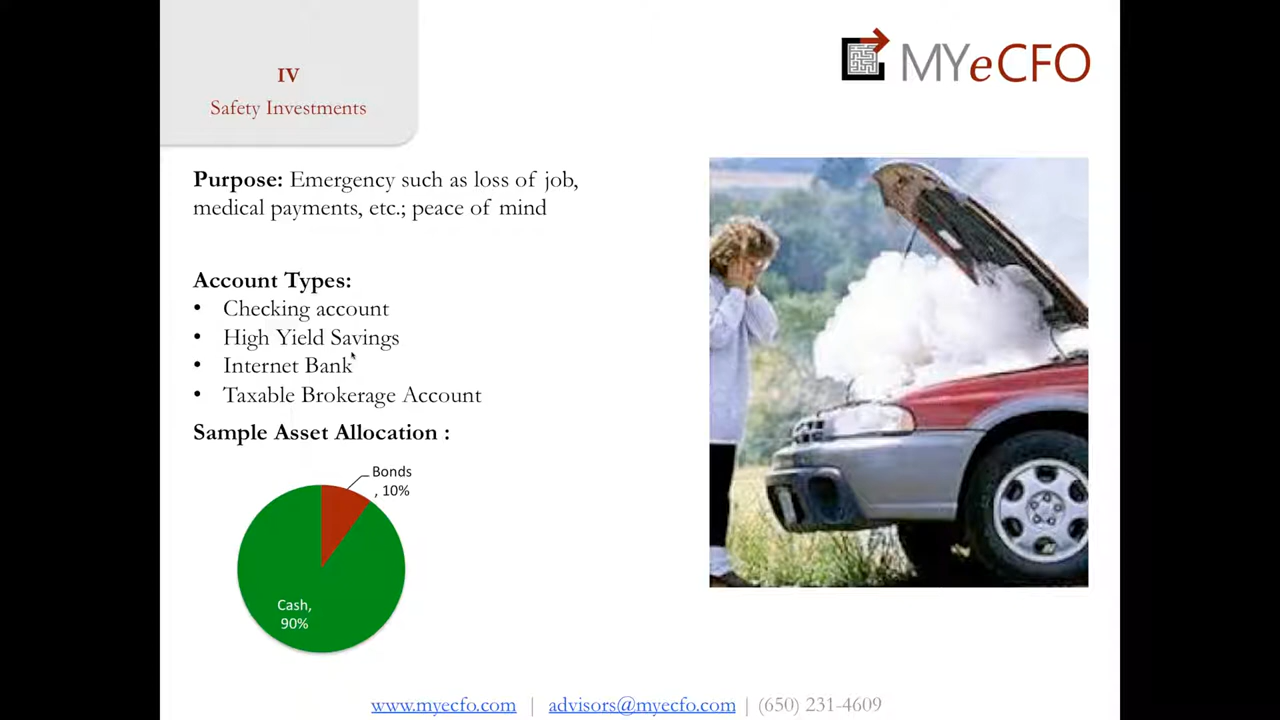 IV
Safety Investments
MYeCFO
Purpose: Emergency such as loss of job,
medical payments, etc.; peace of mind
Account Types:
• Checking account
• High Yield Savings
• Internet Bank
• Taxable Brokerage Account
Sample Asset Allocation :
Bonds
, 10%
Cash,
90%
www.myecfo.com | advisors@myecfo.com | (650) 231-4609